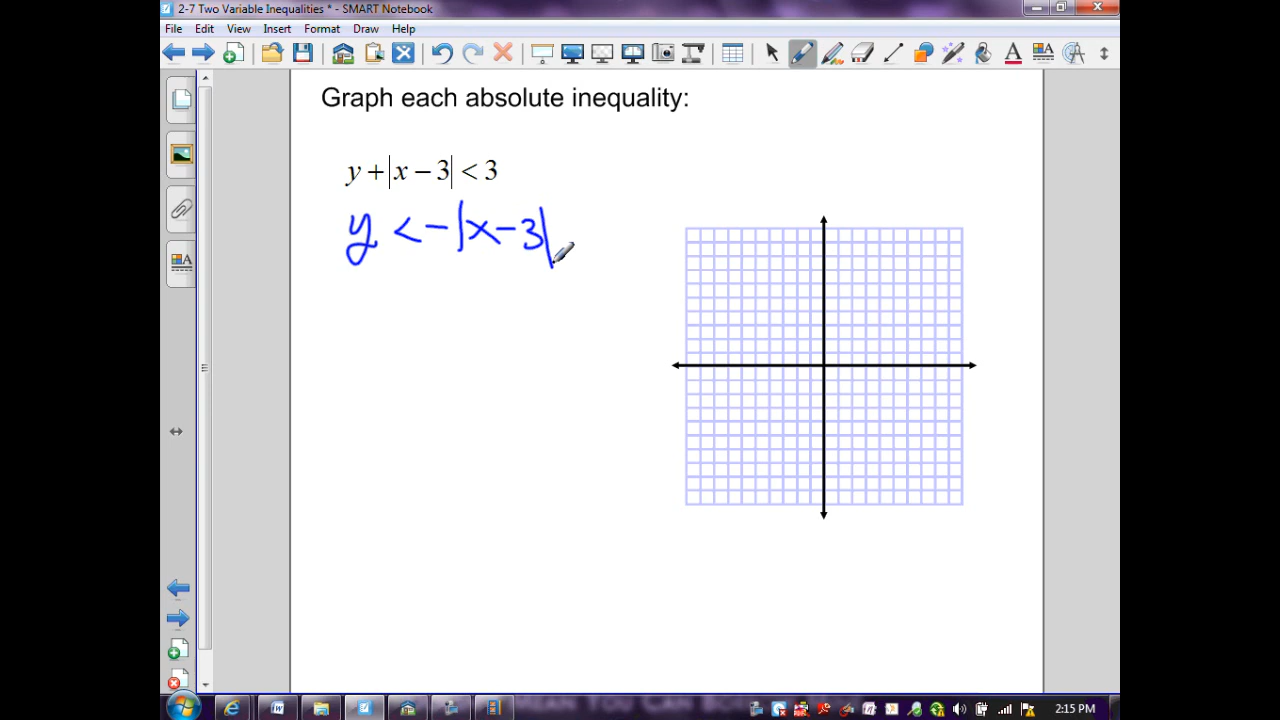 2-7 Two Variable Inequalities * - SMART Notebook
File Edit View Insert Format Draw Help
Graph each absolute inequality:
y + |x − 3| < 3
y < − |x − 3|
2:15 PM